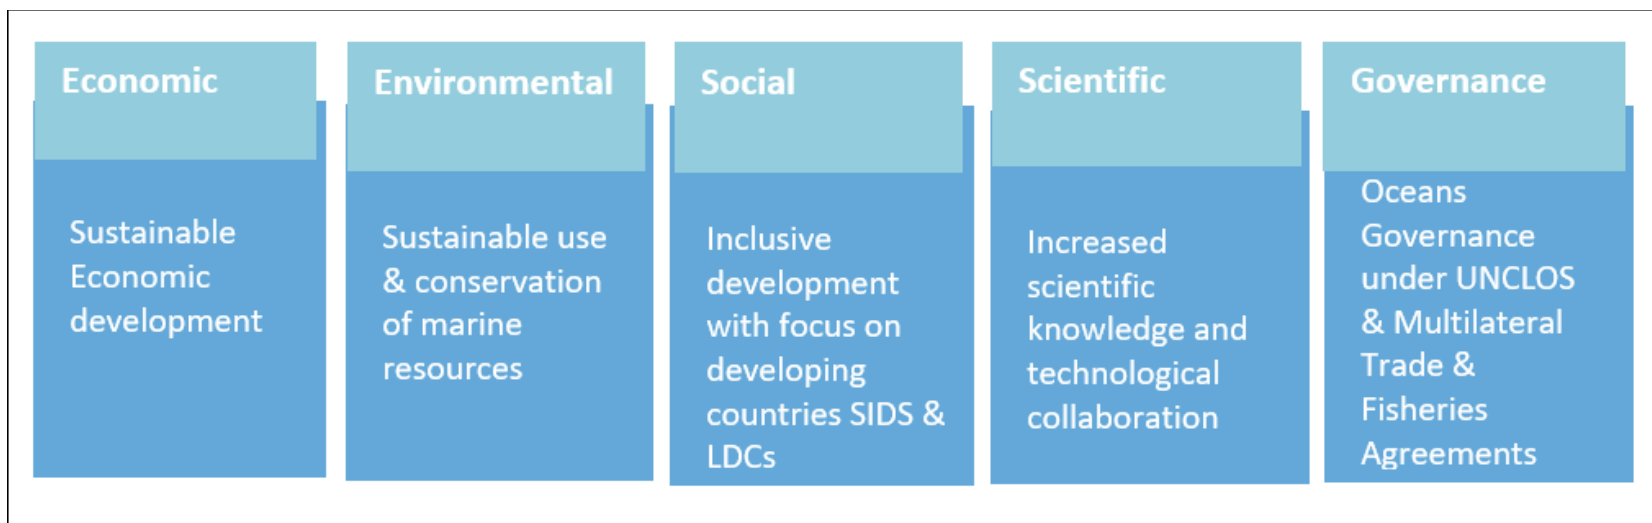 Economic
Sustainable
Economic
development
Environmental
Sustainable use
& conservation
of marine
resources
Social
Inclusive
development
with focus on
developing
countries SIDS &
LDCs
Scientific
Increased
scientific
knowledge and
technological
collaboration
Governance
Oceans
Governance
under UNCLOS
& Multilateral
Trade &
Fisheries
Agreements